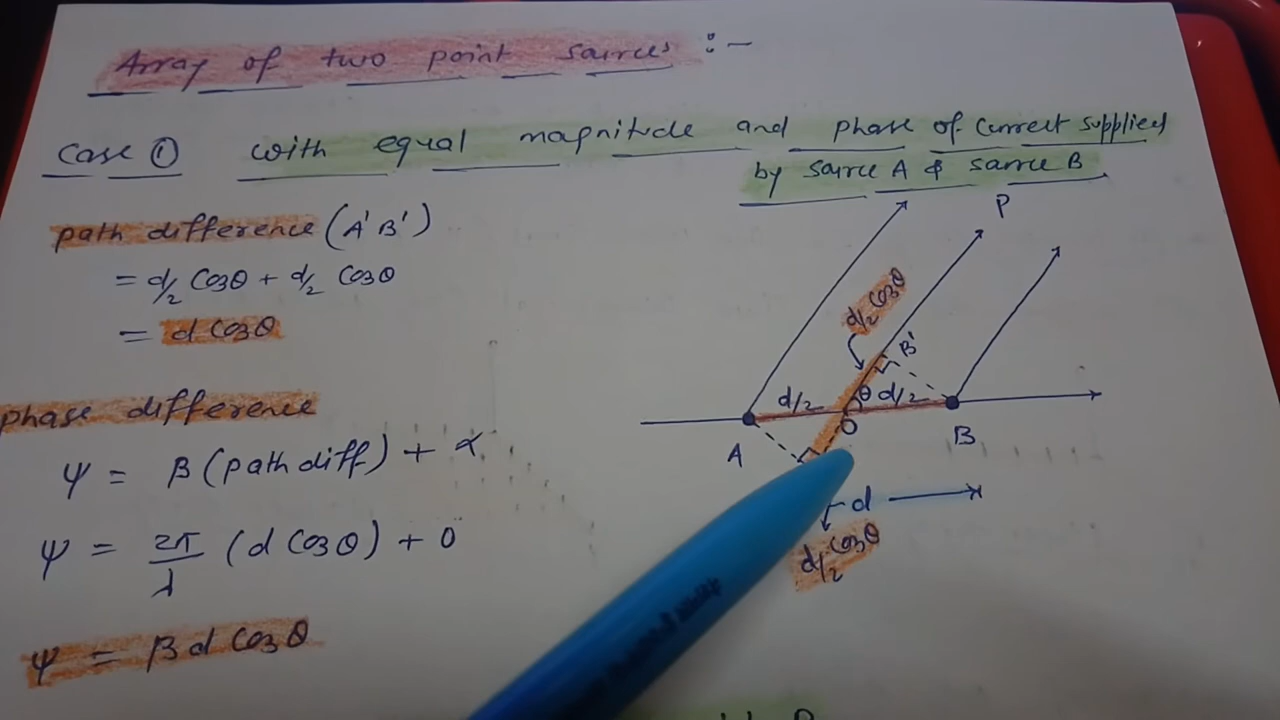 Array of two point sources :-
Case ① with equal magnitude and phase of current supplied
by source A & source B
path difference (A'B')
= d/2 Cosθ + d/2 Cosθ
= d Cosθ
phase difference
ψ = β (path diff) + α
ψ = 2π/λ (d Cosθ) + 0
ψ = β d Cosθ
P
d/2 Cosθ
B'
d/2
θ
d/2
A
O
B
d
d/2 Cosθ